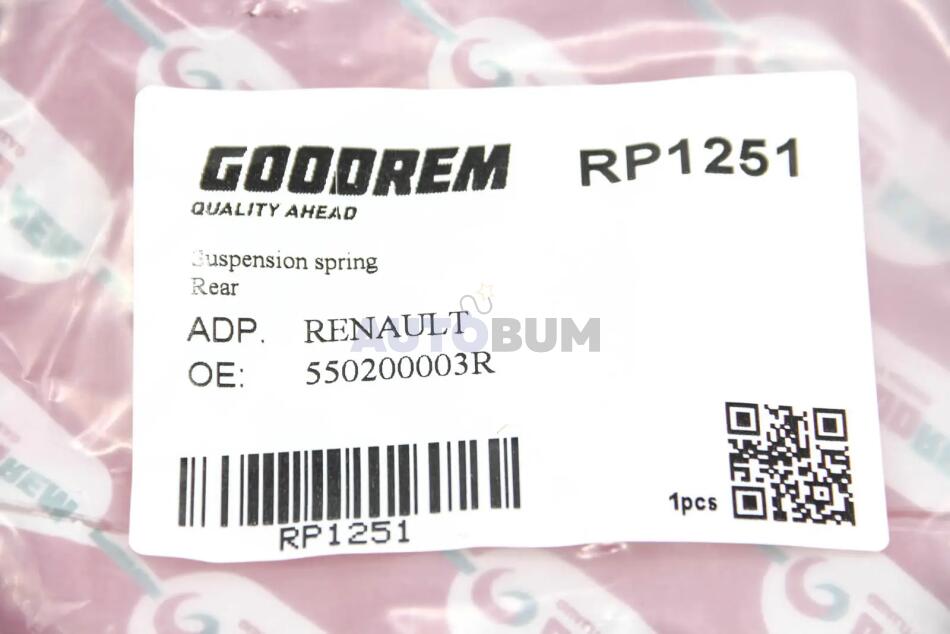 GOODREM
RP1251
QUALITY AHEAD
Suspension spring
Rear
ADP. RENAULT
AUTOBUM
OE: 550200003R
1pcs
RP1251